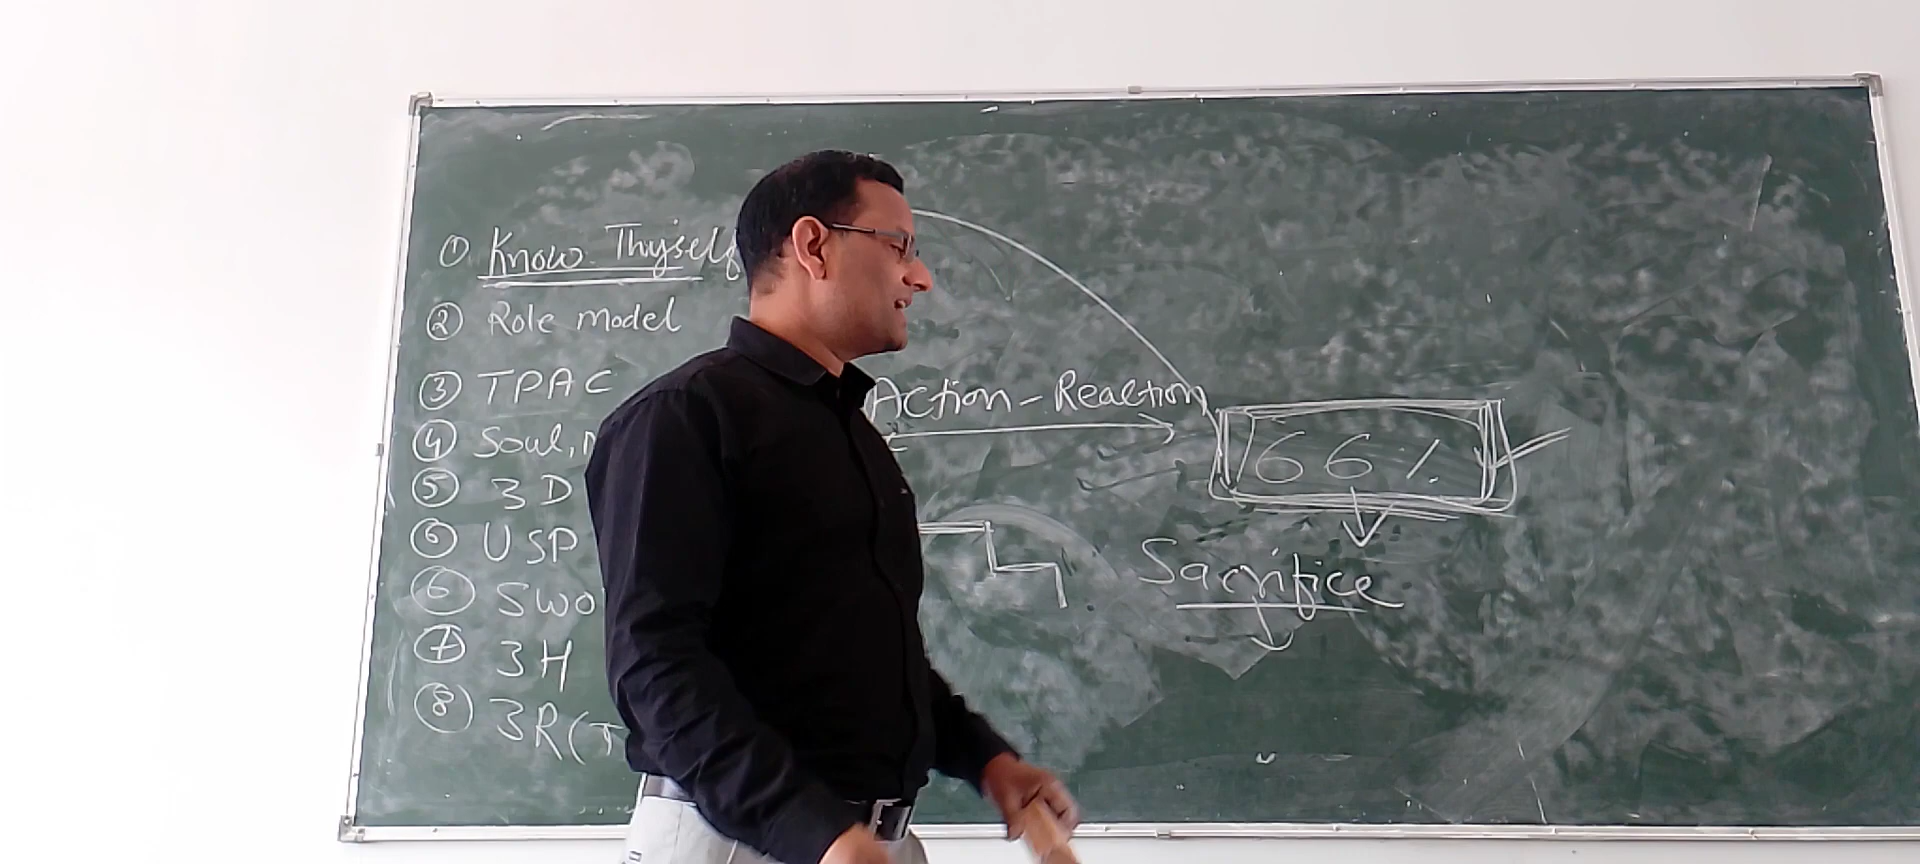 ① Know Thyself
② Role model
③ TPAC
④ Soul,
⑤ 3D
⑥ USP
⑥ SWO
⑦ 3H
⑧ 3R(T
Action - Reaction
66%
Sacrifice